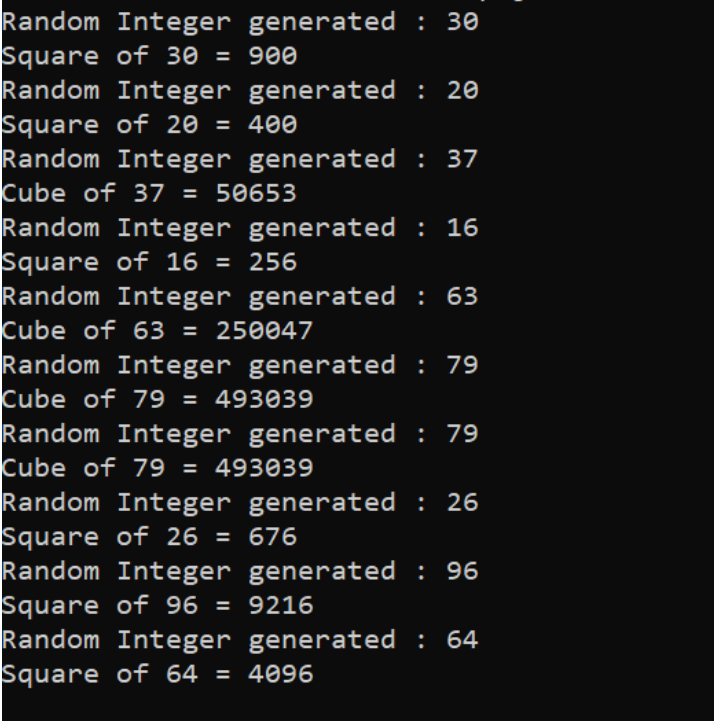 Random Integer generated : 30
Square of 30 = 900
Random Integer generated : 20
Square of 20 = 400
Random Integer generated : 37
Cube of 37 = 50653
Random Integer generated : 16
Square of 16 = 256
Random Integer generated : 63
Cube of 63 = 250047
Random Integer generated : 79
Cube of 79 = 493039
Random Integer generated : 79
Cube of 79 = 493039
Random Integer generated : 26
Square of 26 = 676
Random Integer generated : 96
Square of 96 = 9216
Random Integer generated : 64
Square of 64 = 4096